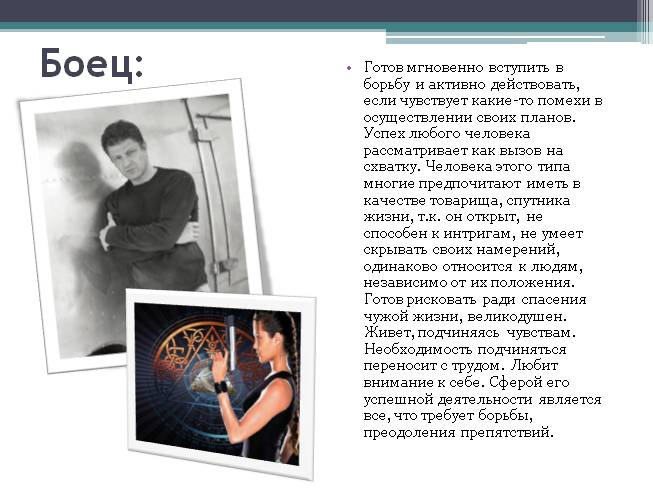 Боец:
• Готов мгновенно вступить в
борьбу и активно действовать,
если чувствует какие-то помехи в
осуществлении своих планов.
Успех любого человека
рассматривает как вызов на
схватку. Человека этого типа
многие предпочитают иметь в
качестве товарища, спутника
жизни, т.к. он открыт, не
способен к интригам, не умеет
скрывать своих намерений,
одинаково относится к людям,
независимо от их положения.
Готов рисковать ради спасения
чужой жизни, великодушен.
Живет, подчиняясь чувствам.
Необходимость подчиняться
переносит с трудом. Любит
внимание к себе. Сферой его
успешной деятельности является
все, что требует борьбы,
преодоления препятствий.